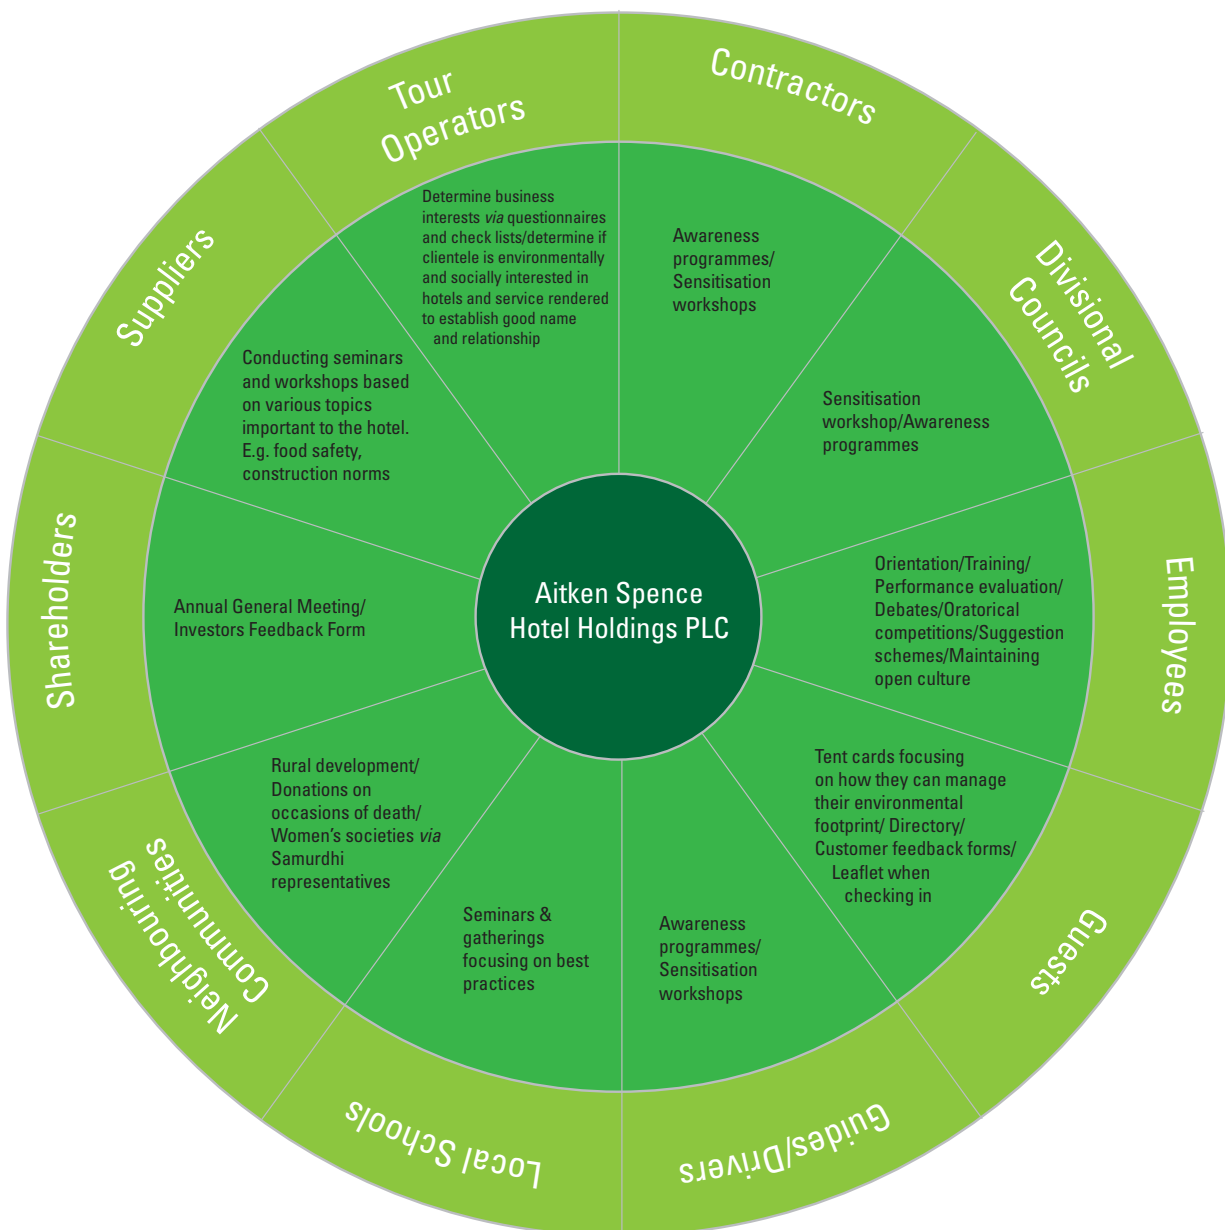 Tour
Operators
Determine business
interests via questionnaires
and check lists/determine if
clientele is environmentally
and socially interested in
hotels and service rendered
to establish good name
and relationship
Contractors
Awareness
programmes/
Sensitisation
workshops
Divisional
Councils
Sensitisation
workshop/Awareness
programmes
Employees
Orientation/Training/
Performance evaluation/
Debates/Oratorical
competitions/Suggestion
schemes/Maintaining
open culture
Guests
Tent cards focusing
on how they can manage
their environmental
footprint/ Directory/
Customer feedback forms/
Leaflet when
checking in
Guides/Drivers
Awareness
programmes/
Sensitisation
workshops
Local Schools
Seminars &
gatherings
focusing on best
practices
Neighbouring
Communities
Rural development/
Donations on
occasions of death/
Women's societies via
Samurdhi
representatives
Shareholders
Annual General Meeting/
Investors Feedback Form
Suppliers
Conducting seminars
and workshops based
on various topics
important to the hotel.
E.g. food safety,
construction norms
Aitken Spence
Hotel Holdings PLC